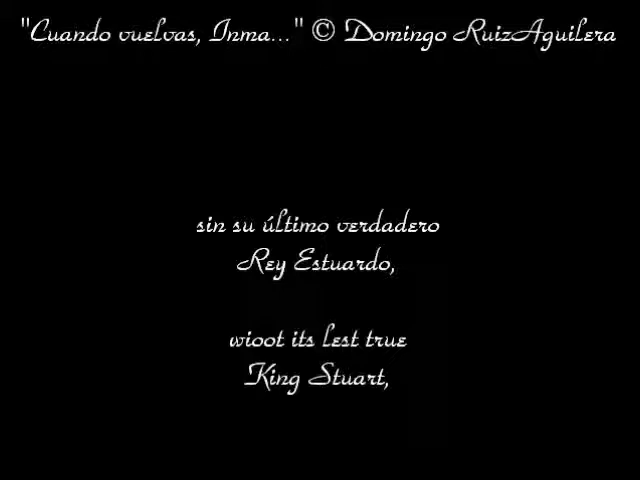 "Cuando vuelvas, Inma..." © Domingo RuizAguilera
sin su último verdadero
Rey Estuardo,
wioot its lest true
King Stuart,